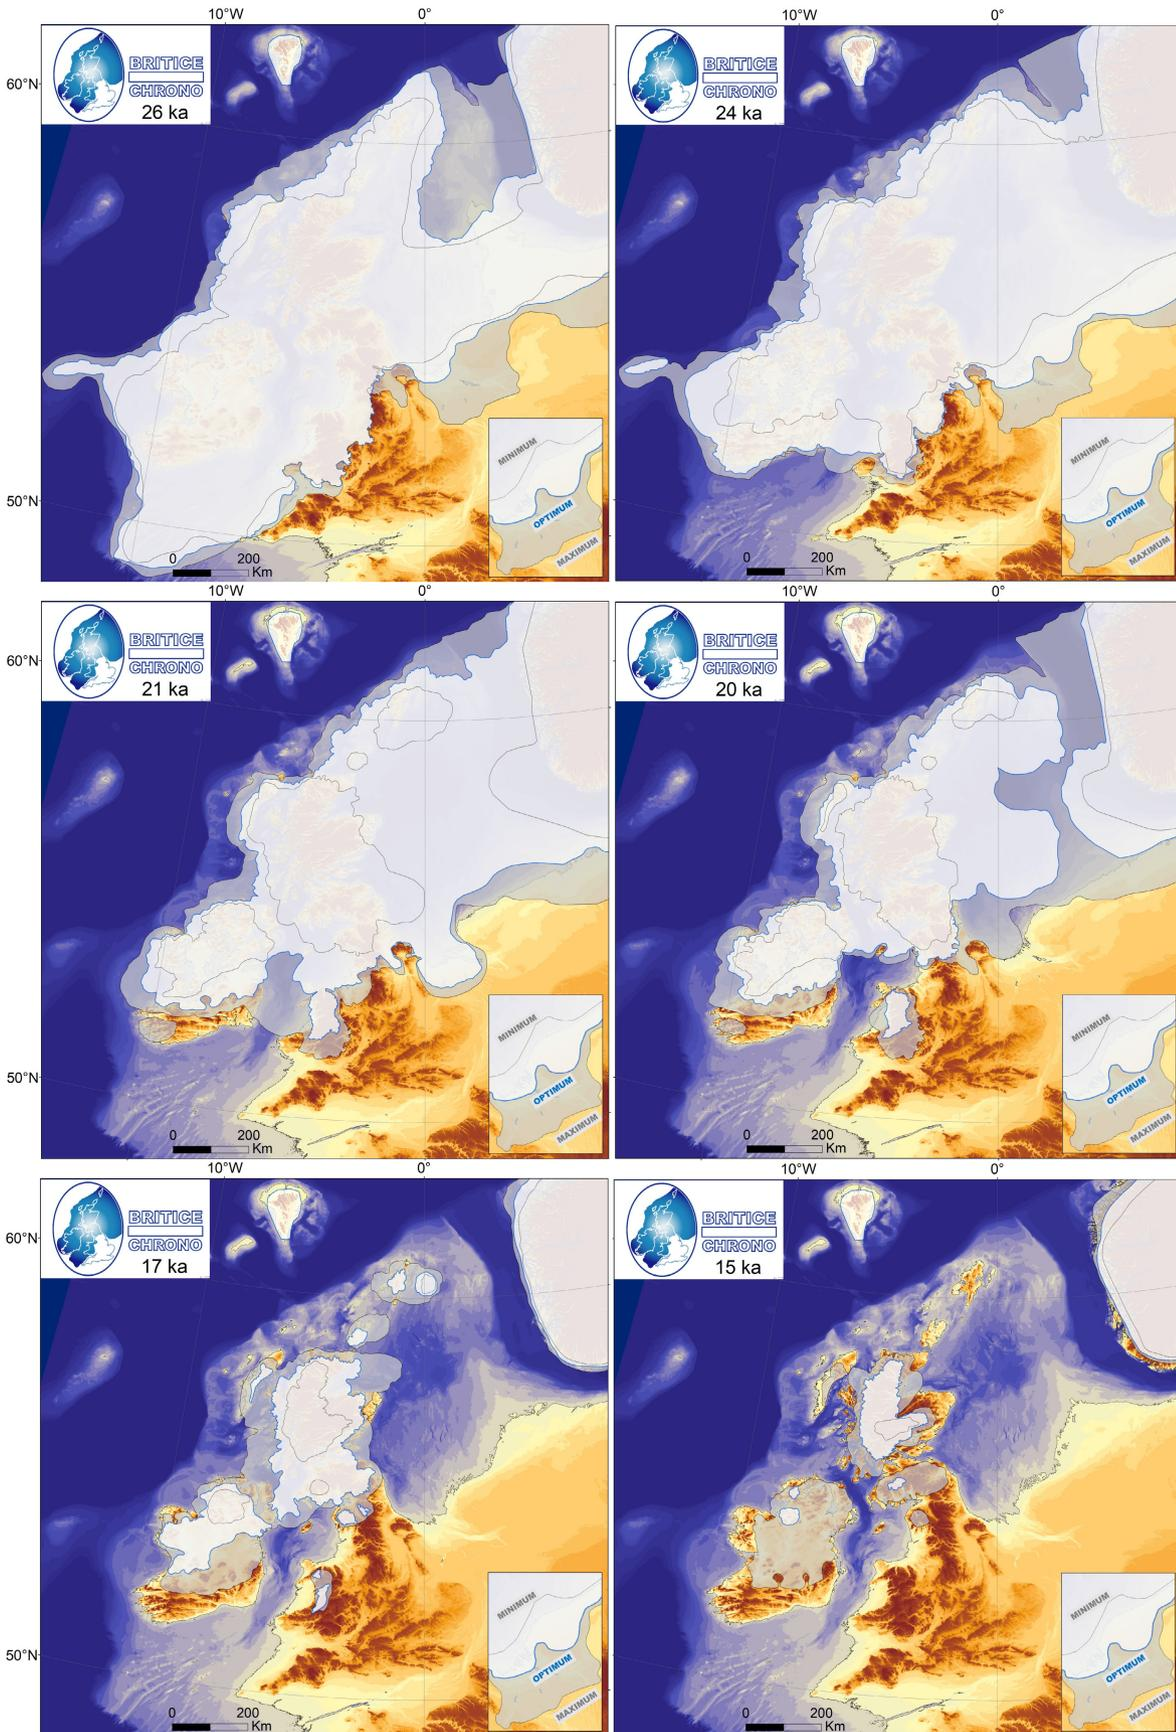 10°W 0° 10°W 0°
60°N
BRITICE
CHRONO
26 ka
BRITICE
CHRONO
24 ka
50°N
0 200
Km
MINIMUM
OPTIMUM
MAXIMUM
0 200
Km
MINIMUM
OPTIMUM
MAXIMUM
10°W 0° 10°W 0°
60°N
BRITICE
CHRONO
21 ka
BRITICE
CHRONO
20 ka
50°N
0 200
Km
MINIMUM
OPTIMUM
MAXIMUM
0 200
Km
MINIMUM
OPTIMUM
MAXIMUM
10°W 0° 10°W 0°
60°N
BRITICE
CHRONO
17 ka
BRITICE
CHRONO
15 ka
50°N
0 200
Km
MINIMUM
OPTIMUM
MAXIMUM
0 200
Km
MINIMUM
OPTIMUM
MAXIMUM